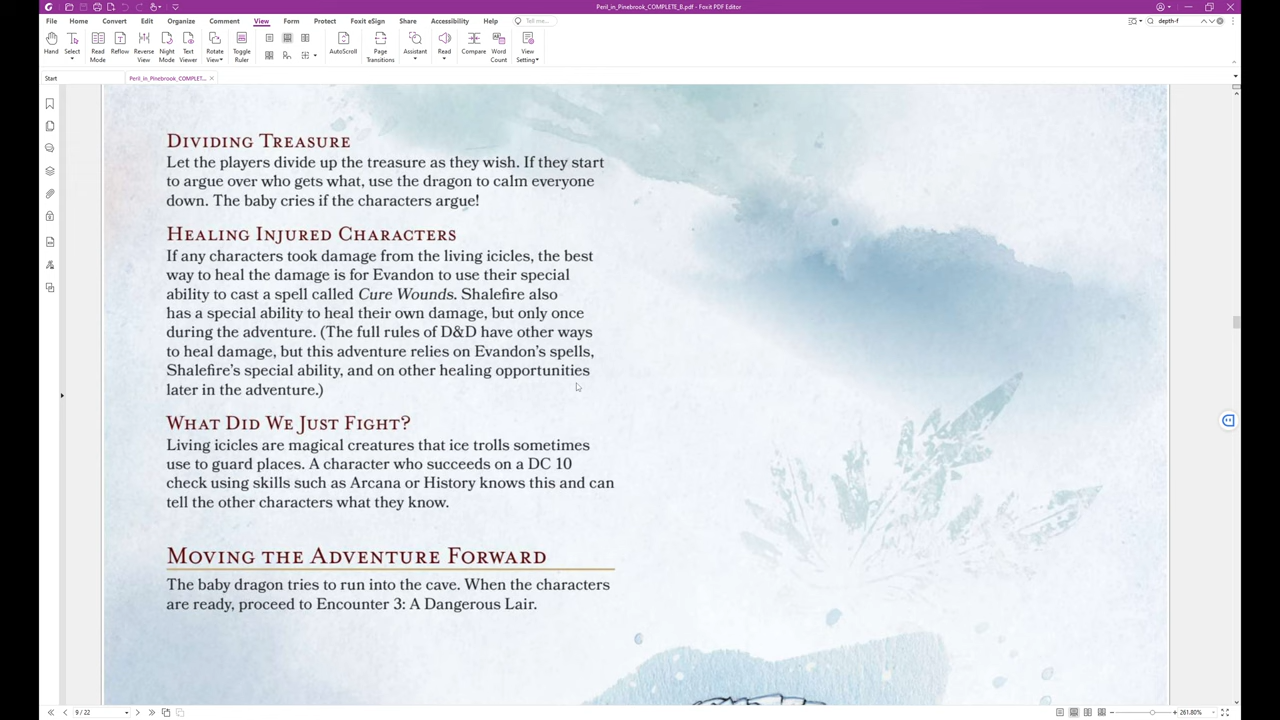 Peril_in_Pinebrook_COMPLETE_B.pdf - Foxit PDF Editor
File Home Convert Edit Organize Comment View Form Protect Foxit eSign Share Accessibility Help Tell me... depth-f
Hand Select Read Mode Reflow Reverse View Night Mode Text Viewer Rotate View Toggle Ruler AutoScroll Page Transitions Assistant Read Compare Word Count View Setting
Start Peril_in_Pinebrook_COMPLET...
Dividing Treasure
Let the players divide up the treasure as they wish. If they start
to argue over who gets what, use the dragon to calm everyone
down. The baby cries if the characters argue!
Healing Injured Characters
If any characters took damage from the living icicles, the best
way to heal the damage is for Evandon to use their special
ability to cast a spell called Cure Wounds. Shalefire also
has a special ability to heal their own damage, but only once
during the adventure. (The full rules of D&D have other ways
to heal damage, but this adventure relies on Evandon's spells,
Shalefire's special ability, and on other healing opportunities
later in the adventure.)
What Did We Just Fight?
Living icicles are magical creatures that ice trolls sometimes
use to guard places. A character who succeeds on a DC 10
check using skills such as Arcana or History knows this and can
tell the other characters what they know.
Moving the Adventure Forward
The baby dragon tries to run into the cave. When the characters
are ready, proceed to Encounter 3: A Dangerous Lair.
9 / 22 261.80%